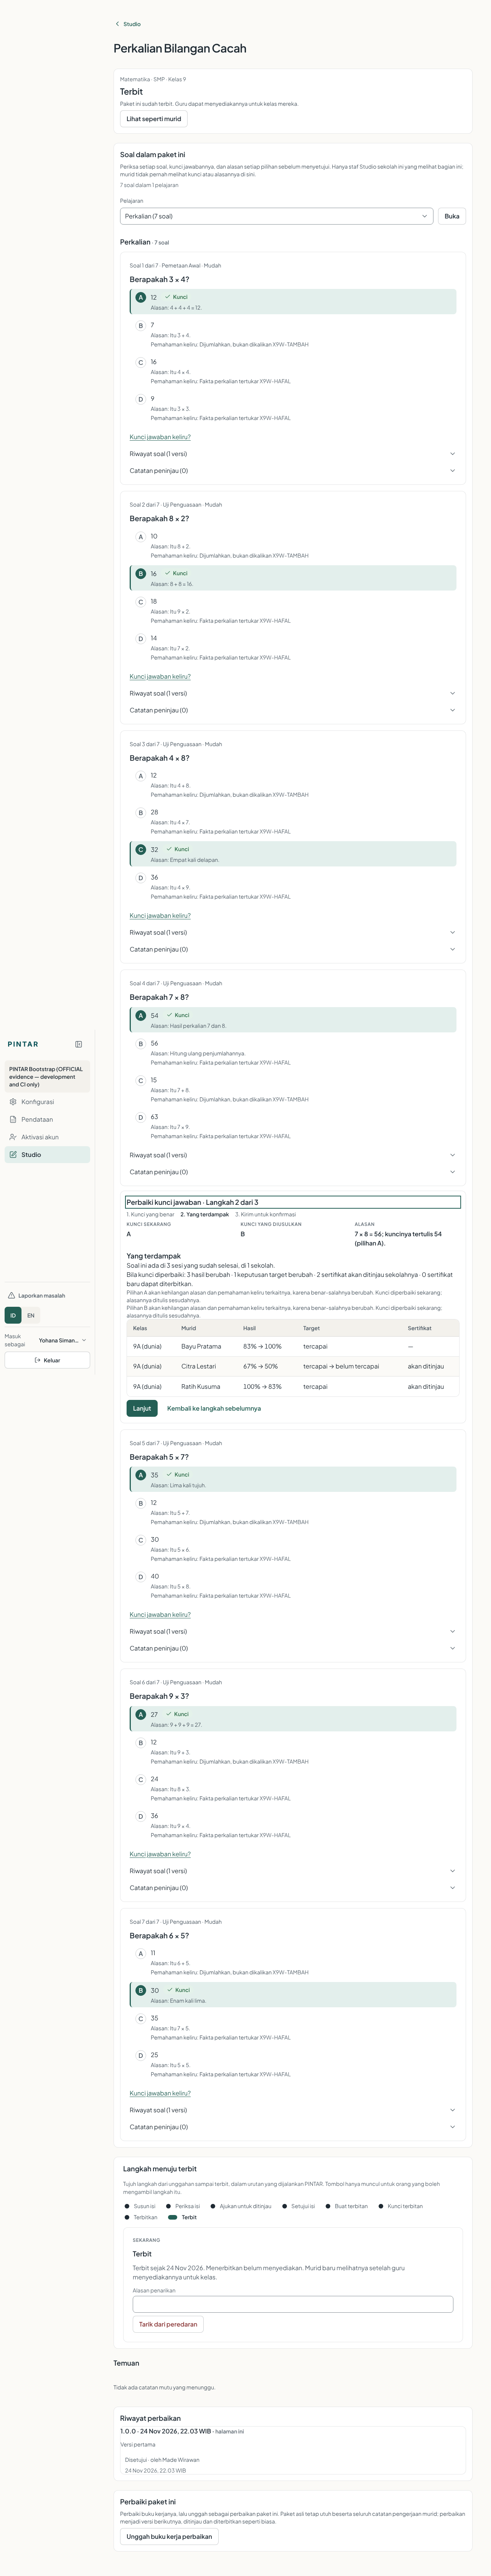 Studio
Perkalian Bilangan Cacah
Matematika · SMP · Kelas 9
Terbit
Paket ini sudah terbit. Guru dapat menyediakannya untuk kelas mereka.
Lihat seperti murid
Soal dalam paket ini
Periksa setiap soal, kunci jawabannya, dan alasan setiap pilihan sebelum menyetujui. Hanya staf Studio sekolah ini yang melihat bagian ini;
murid tidak pernah melihat kunci atau alasannya di sini.
7 soal dalam 1 pelajaran
Pelajaran
Perkalian (7 soal)
Buka
Perkalian · 7 soal
Soal 1 dari 7 · Pemetaan Awal · Mudah
Berapakah 3 × 4?
A 12 Kunci
Alasan: 4 + 4 + 4 = 12.
B 7
Alasan: Itu 3 + 4.
Pemahaman keliru: Dijumlahkan, bukan dikalikan X9W-TAMBAH
C 16
Alasan: Itu 4 × 4.
Pemahaman keliru: Fakta perkalian tertukar X9W-HAFAL
D 9
Alasan: Itu 3 × 3.
Pemahaman keliru: Fakta perkalian tertukar X9W-HAFAL
Kunci jawaban keliru?
Riwayat soal (1 versi)
Catatan peninjau (0)
Soal 2 dari 7 · Uji Penguasaan · Mudah
Berapakah 8 × 2?
A 10
Alasan: Itu 8 + 2.
Pemahaman keliru: Dijumlahkan, bukan dikalikan X9W-TAMBAH
B 16 Kunci
Alasan: 8 + 8 = 16.
C 18
Alasan: Itu 9 × 2.
Pemahaman keliru: Fakta perkalian tertukar X9W-HAFAL
D 14
Alasan: Itu 7 × 2.
Pemahaman keliru: Fakta perkalian tertukar X9W-HAFAL
Kunci jawaban keliru?
Riwayat soal (1 versi)
Catatan peninjau (0)
Soal 3 dari 7 · Uji Penguasaan · Mudah
Berapakah 4 × 8?
A 12
Alasan: Itu 4 + 8.
Pemahaman keliru: Dijumlahkan, bukan dikalikan X9W-TAMBAH
B 28
Alasan: Itu 4 × 7.
Pemahaman keliru: Fakta perkalian tertukar X9W-HAFAL
C 32 Kunci
Alasan: Empat kali delapan.
D 36
Alasan: Itu 4 × 9.
Pemahaman keliru: Fakta perkalian tertukar X9W-HAFAL
Kunci jawaban keliru?
Riwayat soal (1 versi)
Catatan peninjau (0)
Soal 4 dari 7 · Uji Penguasaan · Mudah
Berapakah 7 × 8?
A 54 Kunci
Alasan: Hasil perkalian 7 dan 8.
B 56
Alasan: Hitung ulang penjumlahannya.
Pemahaman keliru: Fakta perkalian tertukar X9W-HAFAL
C 15
Alasan: Itu 7 + 8.
Pemahaman keliru: Dijumlahkan, bukan dikalikan X9W-TAMBAH
D 63
Alasan: Itu 7 × 9.
Pemahaman keliru: Fakta perkalian tertukar X9W-HAFAL
Riwayat soal (1 versi)
Catatan peninjau (0)
PINTAR
PINTAR Bootstrap (OFFICIAL
evidence — development
and CI only)
Konfigurasi
Pendataan
Aktivasi akun
Studio
Laporkan masalah
ID EN
Masuk
sebagai
Yohana Siman...
Keluar
Perbaiki kunci jawaban · Langkah 2 dari 3
1. Kunci yang benar 2. Yang terdampak 3. Kirim untuk konfirmasi
KUNCI SEKARANG KUNCI YANG DIUSULKAN ALASAN
A B 7 × 8 = 56; kuncinya tertulis 54
(pilihan A).
Yang terdampak
Soal ini ada di 3 sesi yang sudah selesai, di 1 sekolah.
Bila kunci diperbaiki: 3 hasil berubah · 1 keputusan target berubah · 2 sertifikat akan ditinjau sekolahnya · 0 sertifikat
baru dapat diterbitkan.
Pilihan A akan kehilangan alasan dan pemahaman keliru terkaitnya, karena benar-salahnya berubah. Kunci diperbarui sekarang;
alasannya ditulis sesudahnya.
Pilihan B akan kehilangan alasan dan pemahaman keliru terkaitnya, karena benar-salahnya berubah. Kunci diperbarui sekarang;
alasannya ditulis sesudahnya.
Kelas Murid Hasil Target Sertifikat
9A (dunia) Bayu Pratama 83% → 100% tercapai —
9A (dunia) Citra Lestari 67% → 50% tercapai → belum tercapai akan ditinjau
9A (dunia) Ratih Kusuma 100% → 83% tercapai akan ditinjau
Lanjut
Kembali ke langkah sebelumnya
Soal 5 dari 7 · Uji Penguasaan · Mudah
Berapakah 5 × 7?
A 35 Kunci
Alasan: Lima kali tujuh.
B 12
Alasan: Itu 5 + 7.
Pemahaman keliru: Dijumlahkan, bukan dikalikan X9W-TAMBAH
C 30
Alasan: Itu 5 × 6.
Pemahaman keliru: Fakta perkalian tertukar X9W-HAFAL
D 40
Alasan: Itu 5 × 8.
Pemahaman keliru: Fakta perkalian tertukar X9W-HAFAL
Kunci jawaban keliru?
Riwayat soal (1 versi)
Catatan peninjau (0)
Soal 6 dari 7 · Uji Penguasaan · Mudah
Berapakah 9 × 3?
A 27 Kunci
Alasan: 9 + 9 + 9 = 27.
B 12
Alasan: Itu 9 + 3.
Pemahaman keliru: Dijumlahkan, bukan dikalikan X9W-TAMBAH
C 24
Alasan: Itu 8 × 3.
Pemahaman keliru: Fakta perkalian tertukar X9W-HAFAL
D 36
Alasan: Itu 9 × 4.
Pemahaman keliru: Fakta perkalian tertukar X9W-HAFAL
Kunci jawaban keliru?
Riwayat soal (1 versi)
Catatan peninjau (0)
Soal 7 dari 7 · Uji Penguasaan · Mudah
Berapakah 6 × 5?
A 11
Alasan: Itu 6 + 5.
Pemahaman keliru: Dijumlahkan, bukan dikalikan X9W-TAMBAH
B 30 Kunci
Alasan: Enam kali lima.
C 35
Alasan: Itu 7 × 5.
Pemahaman keliru: Fakta perkalian tertukar X9W-HAFAL
D 25
Alasan: Itu 5 × 5.
Pemahaman keliru: Fakta perkalian tertukar X9W-HAFAL
Kunci jawaban keliru?
Riwayat soal (1 versi)
Catatan peninjau (0)
Langkah menuju terbit
Tujuh langkah dari unggahan sampai terbitan, dalam urutan yang dijalankan PINTAR. Tombol hanya muncul untuk orang yang boleh
mengambil langkah itu.
Susun isi Periksa isi Ajukan untuk ditinjau Setujui isi Buat terbitan Kunci terbitan
Terbitkan Terbit
SEKARANG
Terbit
Terbit sejak 24 Nov 2026. Menerbitkan belum menyediakan. Murid baru melihatnya setelah guru
menyediakannya untuk kelas.
Alasan penarikan
Tarik dari peredaran
Temuan
Tidak ada catatan mutu yang menunggu.
Riwayat perbaikan
1.0.0 · 24 Nov 2026, 22.03 WIB · halaman ini
Versi pertama
Disetujui · oleh Made Wirawan
24 Nov 2026, 22.03 WIB
Perbaiki paket ini
Perbaiki buku kerjanya, lalu unggah sebagai perbaikan paket ini. Paket asli tetap utuh beserta seluruh catatan pengerjaan murid; perbaikan
menjadi versi berikutnya, ditinjau dan diterbitkan seperti biasa.
Unggah buku kerja perbaikan